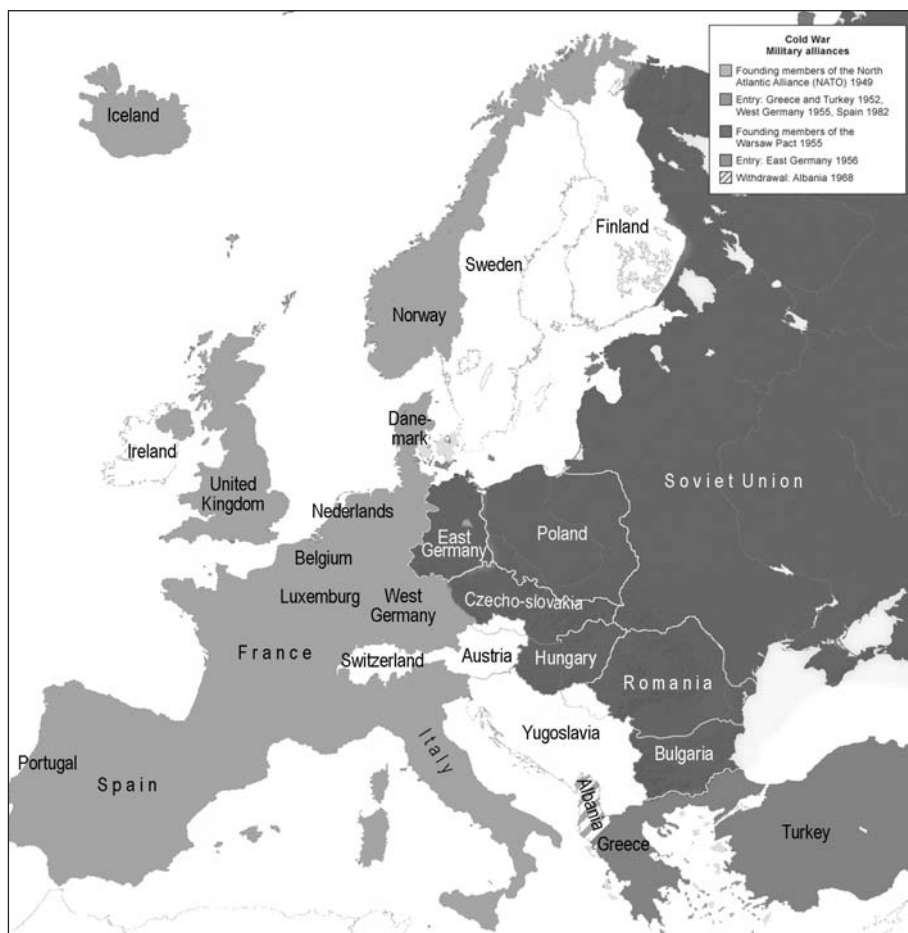 Cold War
Military alliances
Founding members of the North
Atlantic Alliance (NATO) 1949
Entry: Greece and Turkey 1952,
West Germany 1955, Spain 1982
Founding members of the
Warsaw Pact 1955
Entry: East Germany 1956
Withdrawal: Albania 1968
Iceland
Finland
Sweden
Norway
Dane-
mark
Ireland
United
Kingdom
Soviet Union
Nederlands
East
Germany
Poland
Belgium
Luxemburg
West
Germany
Czecho-slovakia
France
Switzerland
Austria
Hungary
Romania
Yugoslavia
Italy
Bulgaria
Portugal
Spain
Albania
Greece
Turkey